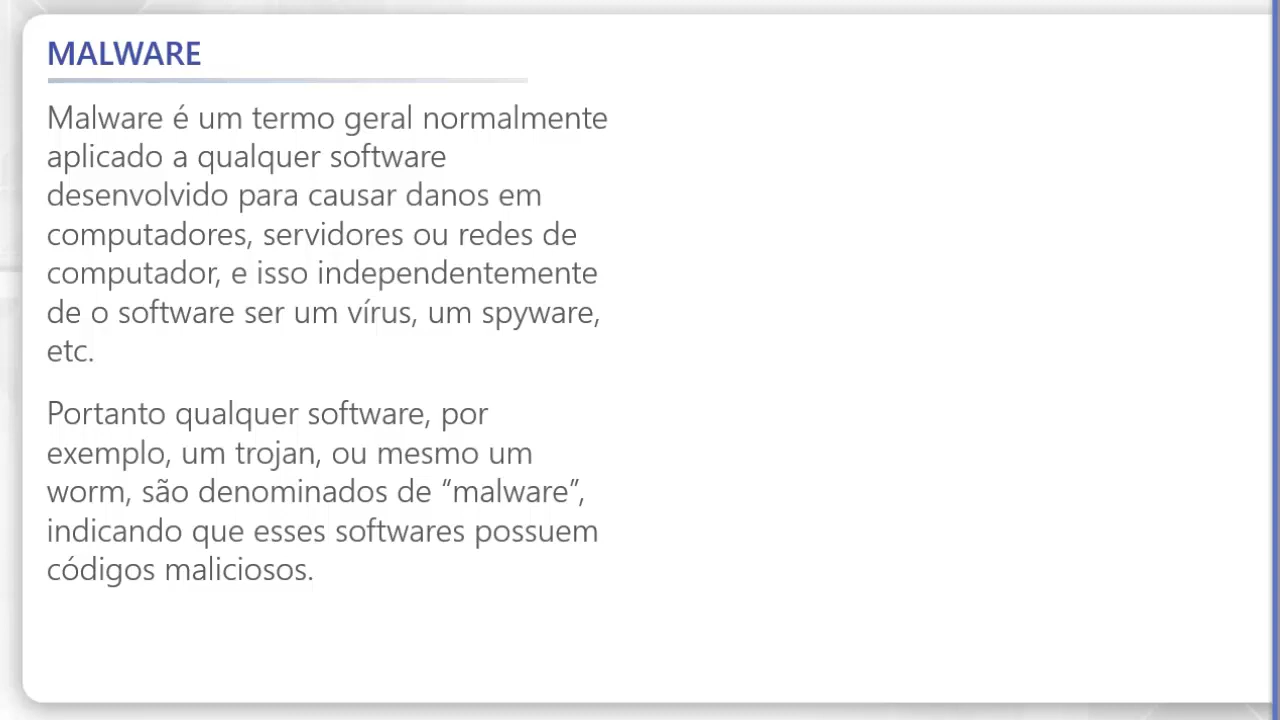 MALWARE
Malware é um termo geral normalmente
aplicado a qualquer software
desenvolvido para causar danos em
computadores, servidores ou redes de
computador, e isso independentemente
de o software ser um vírus, um spyware,
etc.
Portanto qualquer software, por
exemplo, um trojan, ou mesmo um
worm, são denominados de “malware”,
indicando que esses softwares possuem
códigos maliciosos.